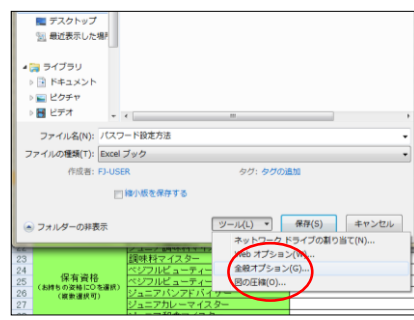 デスクトップ
最近表示した場所
ライブラリ
ドキュメント
ピクチャ
ビデオ
ファイル名(N): パスワード設定方法
ファイルの種類(T): Excel ブック
作成者: FJ-USER タグ: タグの追加
縮小版を保存する
フォルダーの非表示 ツール(L) 保存(S) キャンセル
ネットワーク ドライブの割り当て(N)...
Web オプション(W)...
全般オプション(G)...
図の圧縮(O)...
23 調味料マイスター
24 保有資格 ベジフルビューティー
25 (お持ちの資格に○を選択) ベジフルビューティー
26 (複数選択可) ジュニアパンアドバイザー
27 ジュニアカレーマイスター